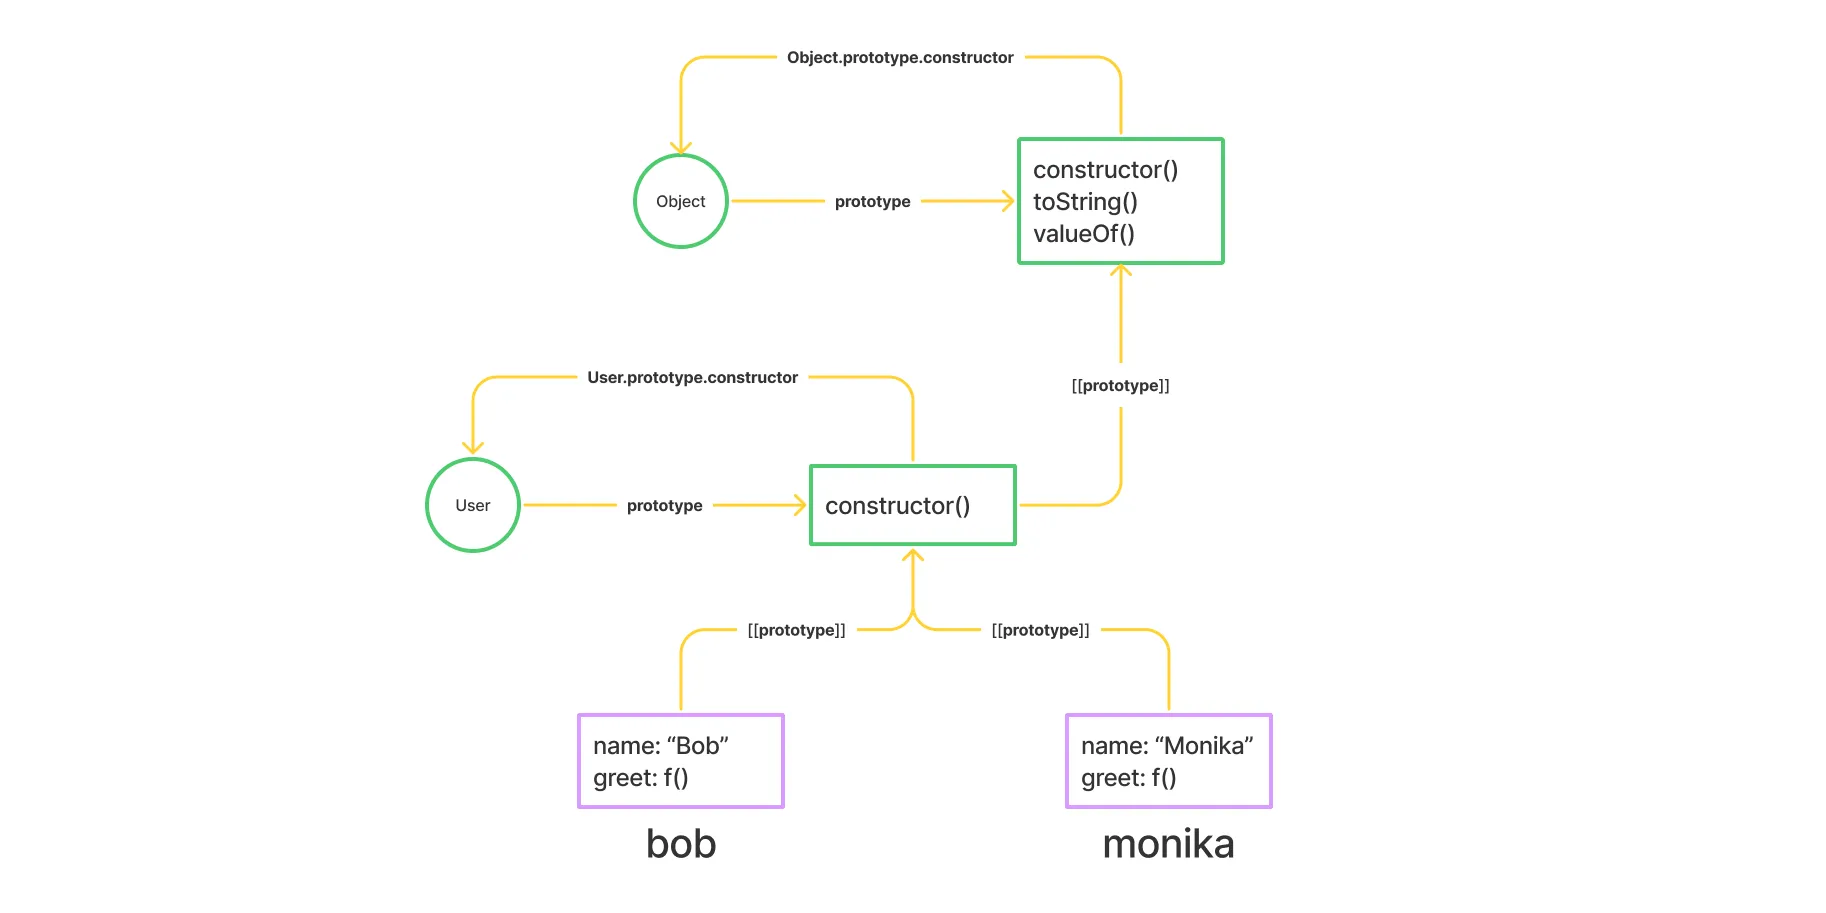 Object.prototype.constructor
Object
prototype
constructor()
toString()
valueOf()
User.prototype.constructor
[[prototype]]
User
prototype
constructor()
[[prototype]]
[[prototype]]
name: “Bob”
greet: f()
name: “Monika”
greet: f()
bob
monika